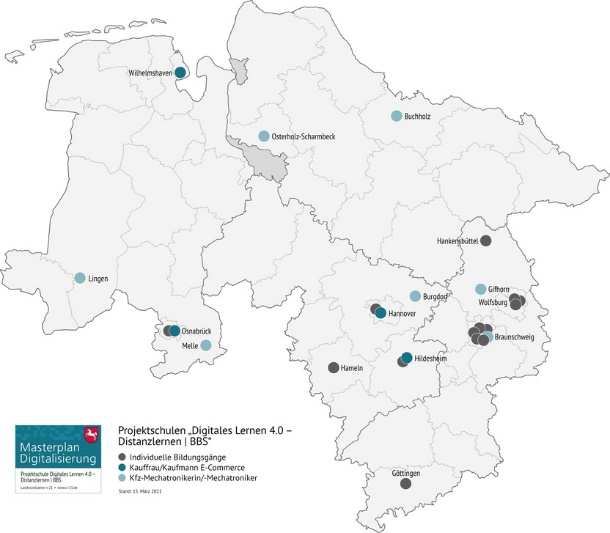 Wilhelmshaven
Buchholz
Osterholz-Scharmbeck
Hankensbüttel
Lingen
Gifhorn
Burgdorf
Wolfsburg
Hannover
Osnabrück
Braunschweig
Melle
Hildesheim
Hameln
Göttingen
Masterplan
Digitalisierung
Projektschule Digitales Lernen 4.0 –
Distanzlernen | BBS
Projektschulen „Digitales Lernen 4.0 –
Distanzlernen | BBS"
Individuelle Bildungsgänge
Kauffrau/Kaufmann E-Commerce
Kfz-Mechatronikerin/-Mechatroniker
Stand: 15. März 2021